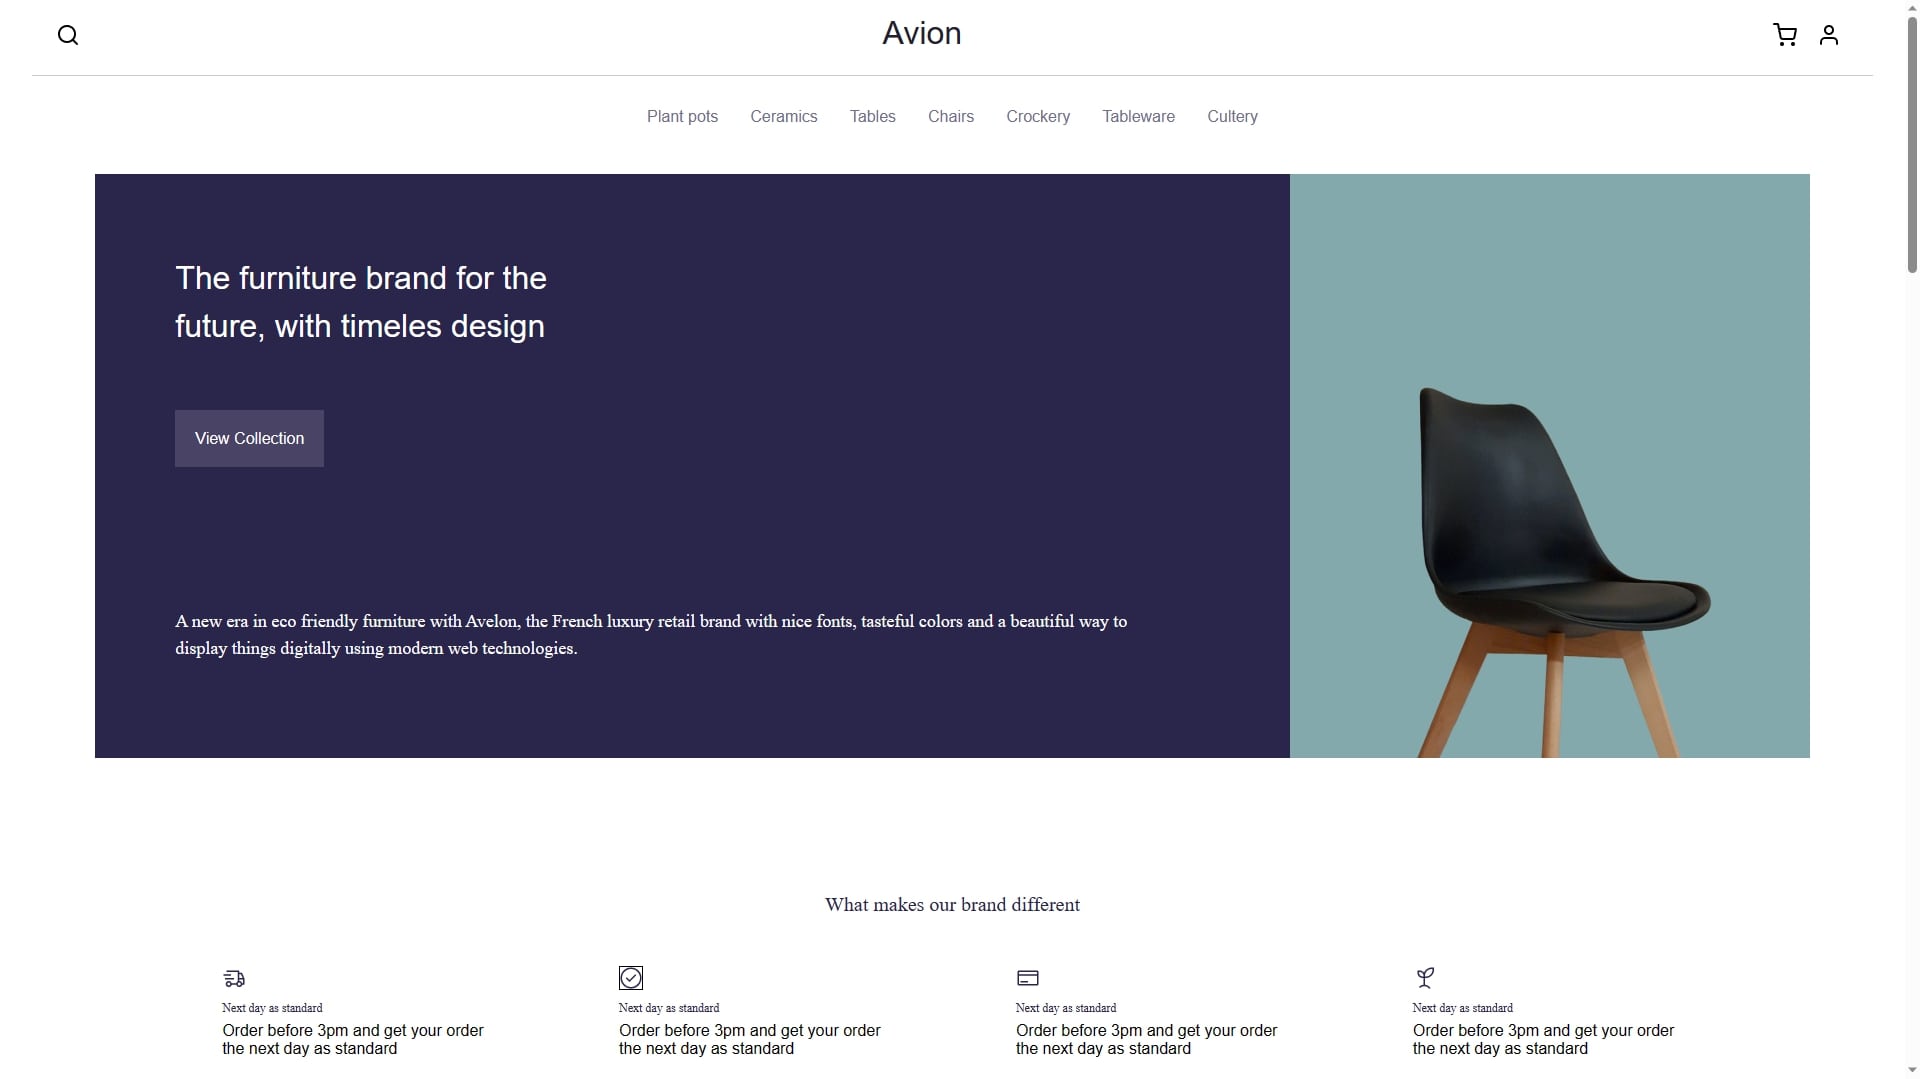 Avion
Plant pots Ceramics Tables Chairs Crockery Tableware Cultery
The furniture brand for the
future, with timeles design
View Collection
A new era in eco friendly furniture with Avelon, the French luxury retail brand with nice fonts, tasteful colors and a beautiful way to
display things digitally using modern web technologies.
What makes our brand different
Next day as standard
Order before 3pm and get your order
the next day as standard
Next day as standard
Order before 3pm and get your order
the next day as standard
Next day as standard
Order before 3pm and get your order
the next day as standard
Next day as standard
Order before 3pm and get your order
the next day as standard